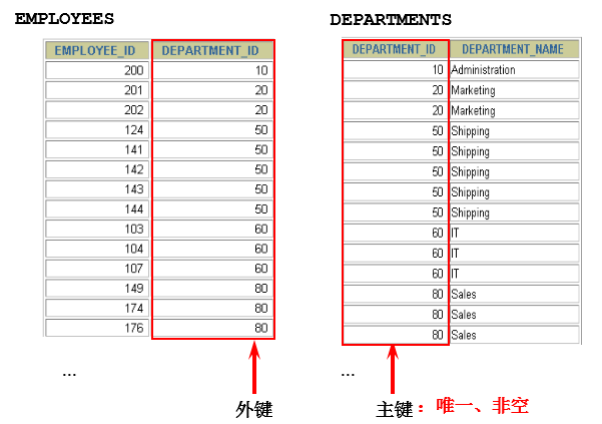 EMPLOYEES
EMPLOYEE_ID DEPARTMENT_ID
200 10
201 20
202 20
124 50
141 50
142 50
143 50
144 50
103 60
104 60
107 60
149 80
174 80
176 80
...
外键
DEPARTMENTS
DEPARTMENT_ID DEPARTMENT_NAME
10 Administration
20 Marketing
20 Marketing
50 Shipping
50 Shipping
50 Shipping
50 Shipping
50 Shipping
60 IT
60 IT
60 IT
80 Sales
80 Sales
80 Sales
...
主键：唯一、非空